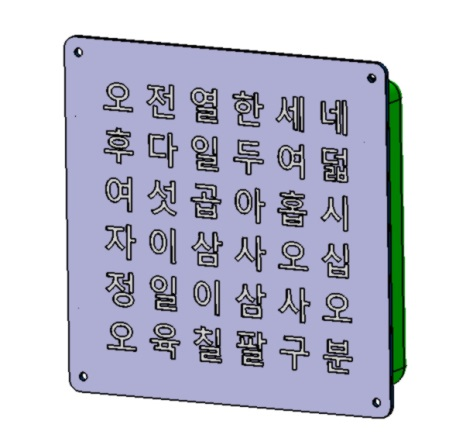 오전열한세네
후다일두여덟
여섯곱아홉시
자이삼사오십
정일이삼사오
오육칠팔구분